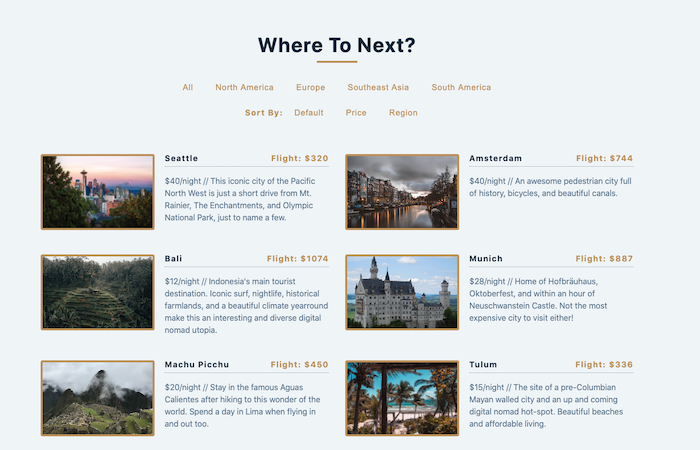 Where To Next?
All North America Europe Southeast Asia South America
Sort By: Default Price Region
Seattle Flight: $320
$40/night // This iconic city of the Pacific
North West is just a short drive from Mt.
Rainier, The Enchantments, and Olympic
National Park, just to name a few.
Amsterdam Flight: $744
$40/night // An awesome pedestrian city full
of history, bicycles, and beautiful canals.
Bali Flight: $1074
$12/night // Indonesia's main tourist
destination. Iconic surf, nightlife, historical
farmlands, and a beautiful climate yearround
make this an interesting and diverse digital
nomad utopia.
Munich Flight: $887
$28/night // Home of Hofbräuhaus,
Oktoberfest, and within an hour of
Neuschwanstein Castle. Not the most
expensive city to visit either!
Machu Picchu Flight: $450
$20/night // Stay in the famous Aguas
Calientes after hiking to this wonder of the
world. Spend a day in Lima when flying in
and out too.
Tulum Flight: $336
$15/night // The site of a pre-Columbian
Mayan walled city and an up and coming
digital nomad hot-spot. Beautiful beaches
and affordable living.